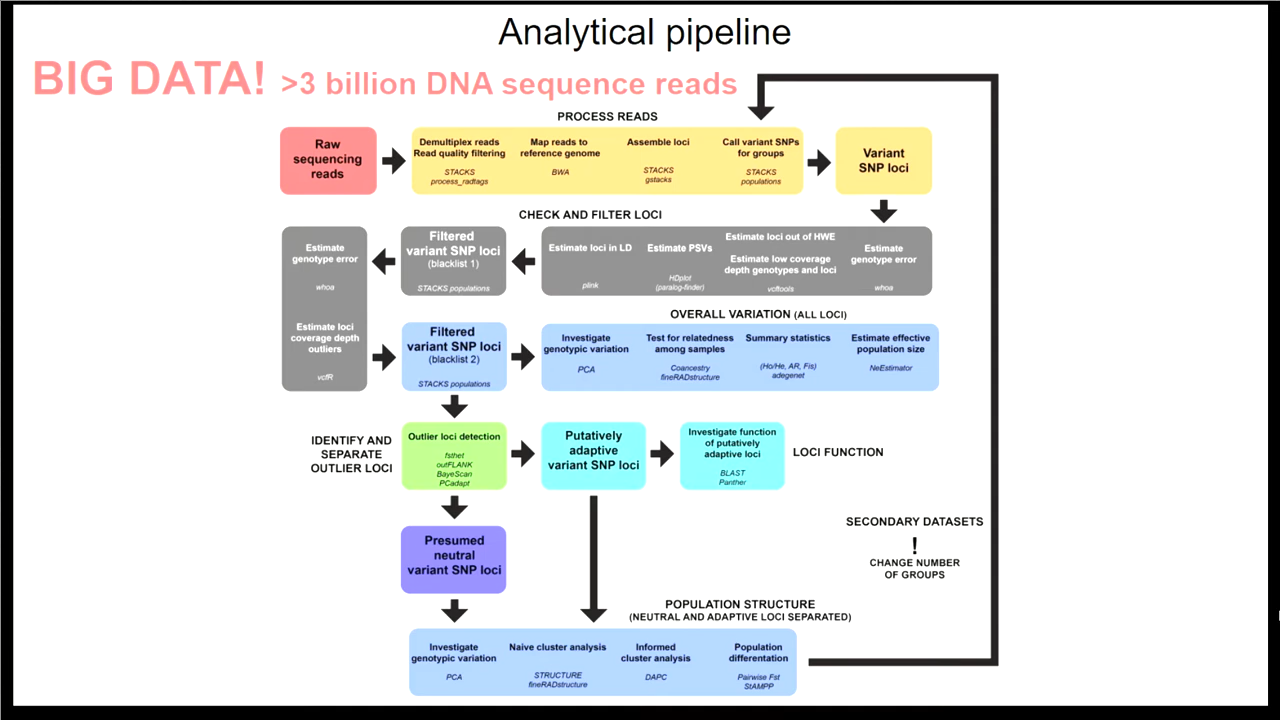 Analytical pipeline
BIG DATA! >3 billion DNA sequence reads
PROCESS READS
Raw
sequencing
reads
Demultiplex reads
Read quality filtering
STACKS
process_radtags
Map reads to
reference genome
BWA
Assemble loci
STACKS
gstacks
Call variant SNPs
for groups
STACKS
populations
Variant
SNP loci
CHECK AND FILTER LOCI
Estimate
genotype error
whoa
Estimate loci
coverage depth
outliers
vcfR
Filtered
variant SNP loci
(blacklist 1)
STACKS populations
Estimate loci in LD
plink
Estimate PSVs
HDplot
(paralog-finder)
Estimate loci out of HWE
Estimate low coverage
depth genotypes and loci
vcftools
Estimate
genotype error
whoa
OVERALL VARIATION (ALL LOCI)
Filtered
variant SNP loci
(blacklist 2)
STACKS populations
Investigate
genotypic variation
PCA
Test for relatedness
among samples
Coancestry
fineRADstructure
Summary statistics
(Ho/He, AR, Fis)
adegenet
Estimate effective
population size
NeEstimator
IDENTIFY AND
SEPARATE
OUTLIER LOCI
Outlier loci detection
fsthet
outFLANK
BayeScan
PCadapt
Putatively
adaptive
variant SNP loci
Investigate function
of putatively
adaptive loci
BLAST
Panther
LOCI FUNCTION
SECONDARY DATASETS
!
CHANGE NUMBER
OF GROUPS
Presumed
neutral
variant SNP loci
POPULATION STRUCTURE
(NEUTRAL AND ADAPTIVE LOCI SEPARATED)
Investigate
genotypic variation
PCA
Naive cluster analysis
STRUCTURE
fineRADstructure
Informed
cluster analysis
DAPC
Population
differentation
Pairwise Fst
StAMPP